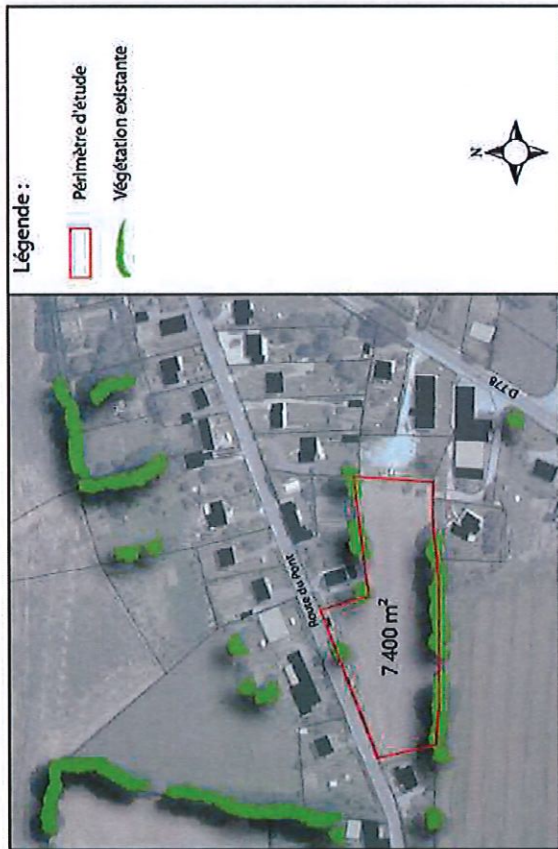 Légende :
Périmètre d'étude
Végétation existante
N
Route du Pont
7 400 m²
D 778